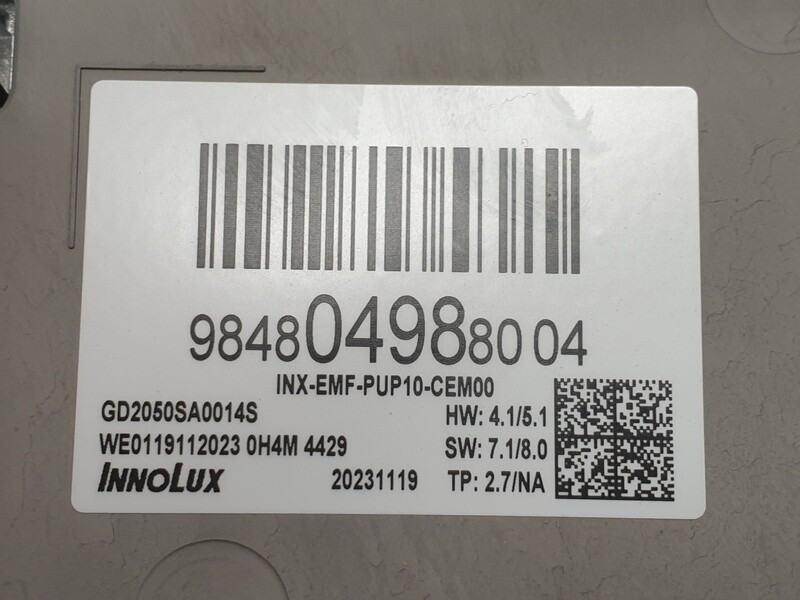 9848049880 04
INX-EMF-PUP10-CEM00
GD2050SA0014S HW: 4.1/5.1
WE0119112023 0H4M 4429 SW: 7.1/8.0
INNOLUX 20231119 TP: 2.7/NA